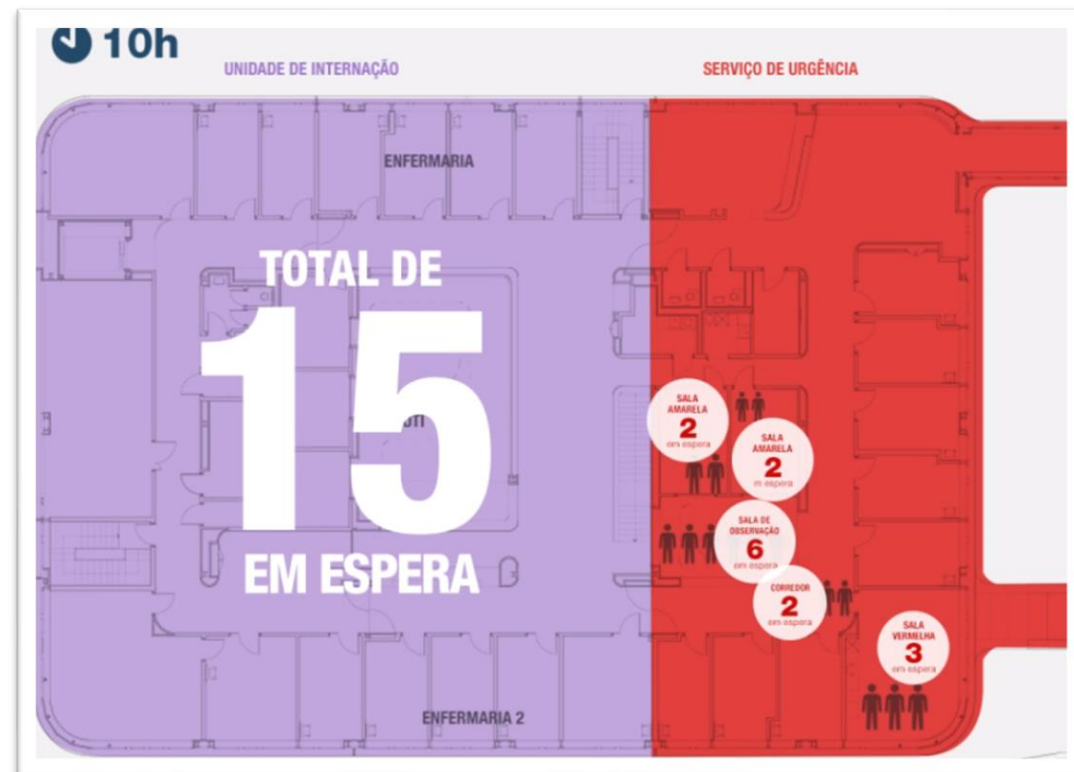 10h
UNIDADE DE INTERNAÇÃO
SERVIÇO DE URGÊNCIA
ENFERMARIA
TOTAL DE
15
EM ESPERA
SALA
AMARELA
2
em espera
SALA
AMARELA
2
m espera
SALA DE
OBSERVAÇÃO
6
em espera
CORREDOR
2
em espera
SALA
VERMELHA
3
em espera
ENFERMARIA 2